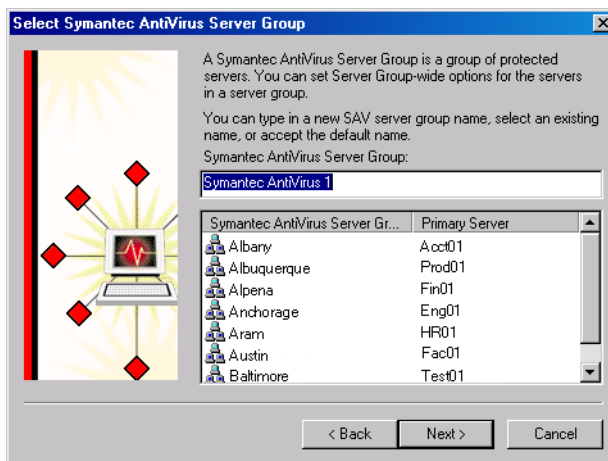 Select Symantec AntiVirus Server Group
A Symantec AntiVirus Server Group is a group of protected
servers. You can set Server Group-wide options for the servers
in a server group.
You can type in a new SAV server group name, select an existing
name, or accept the default name.
Symantec AntiVirus Server Group:
Symantec AntiVirus 1
Symantec AntiVirus Server Gr... Primary Server
Albany Acct01
Albuquerque Prod01
Alpena Fin01
Anchorage Eng01
Aram HR01
Austin Fac01
Baltimore Test01
< Back Next > Cancel